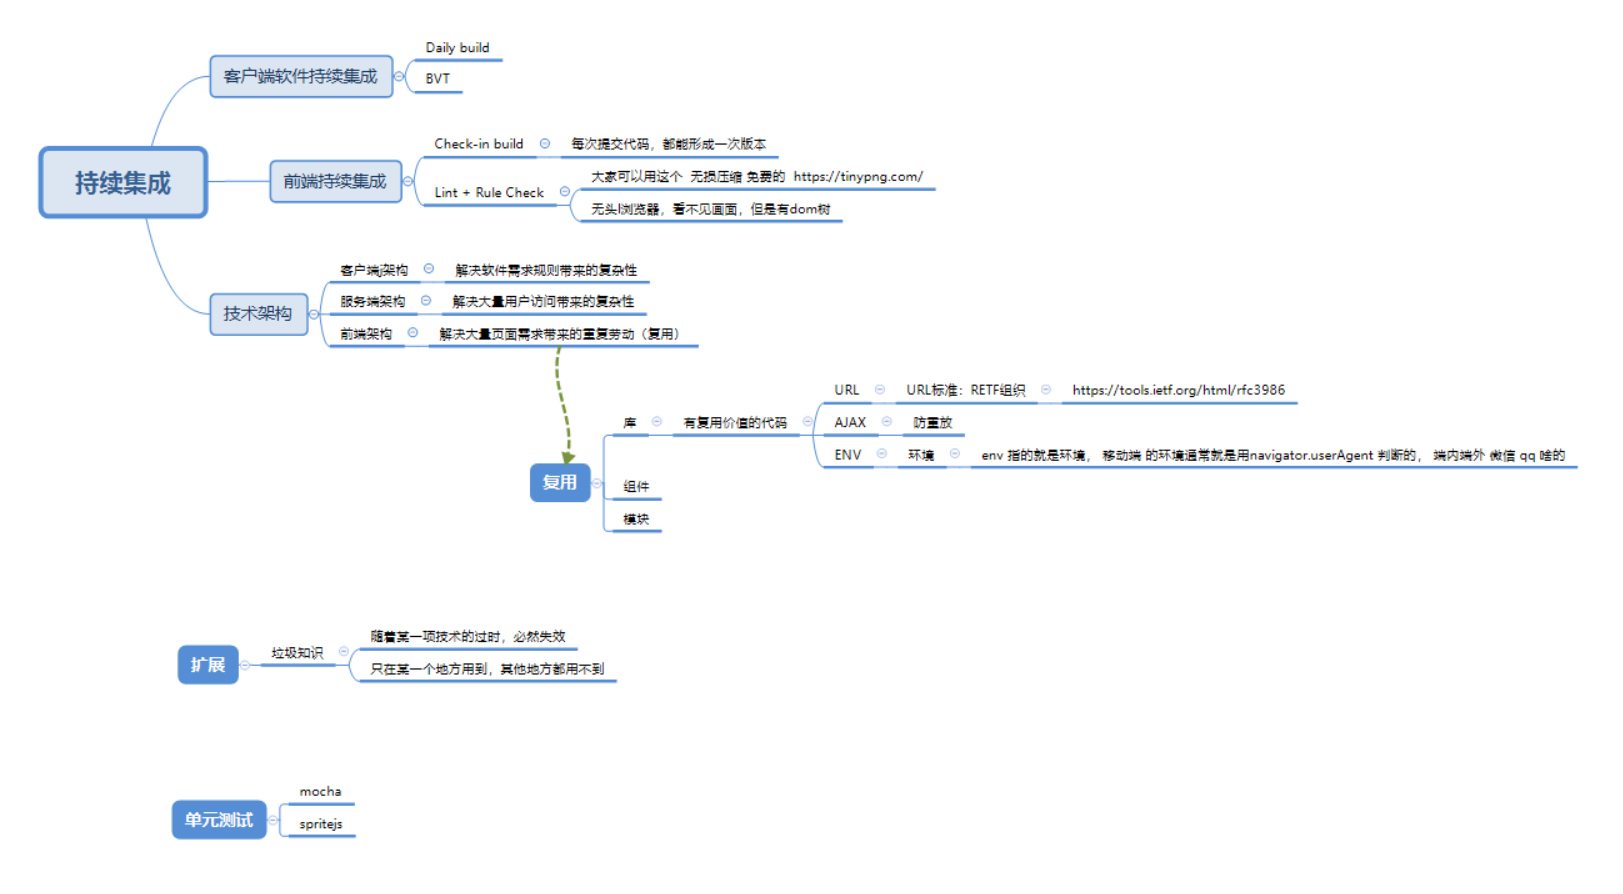 持续集成
客户端软件持续集成
Daily build
BVT
前端持续集成
Check-in build
每次提交代码，都能形成一次版本
Lint + Rule Check
大家可以用这个 无损压缩 免费的 https://tinypng.com/
无头l浏览器，看不见画面，但是有dom树
技术架构
客户端j架构
解决软件需求规则带来的复杂性
服务端架构
解决大量用户访问带来的复杂性
前端架构
解决大量页面需求带来的重复劳动（复用）
复用
库
有复用价值的代码
URL
URL标准：RETF组织
https://tools.ietf.org/html/rfc3986
AJAX
防重放
ENV
环境
env 指的就是环境， 移动端 的环境通常就是用navigator.userAgent 判断的， 端内端外 微信 qq 啥的
组件
模块
扩展
垃圾知识
随着某一项技术的过时，必然失效
只在某一个地方用到，其他地方都用不到
单元测试
mocha
spritejs